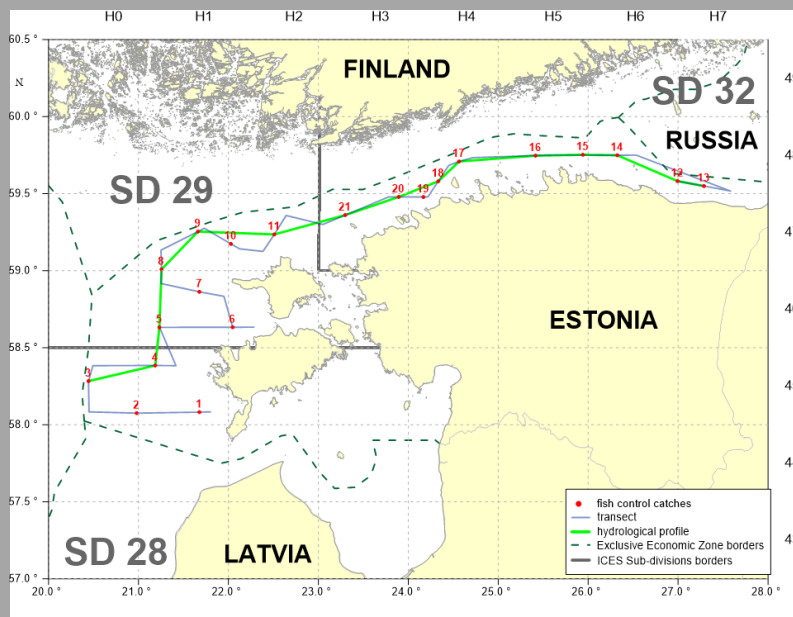 H0 H1 H2 H3 H4 H5 H6 H7
60.5 °
N
FINLAND
SD 32
60.0 °
RUSSIA
17
16
15
14
SD 29
18
12
13
59.5 °
20
19
21
9
10
11
59.0 °
8
7
ESTONIA
5
6
58.5 °
4
3
2
1
58.0 °
57.5 °
fish control catches
transect
SD 28
hydrological profile
LATVIA
Exclusive Economic Zone borders
ICES Sub-divisions borders
57.0 °
20.0 ° 21.0 ° 22.0 ° 23.0 ° 24.0 ° 25.0 ° 26.0 ° 27.0 ° 28.0 °